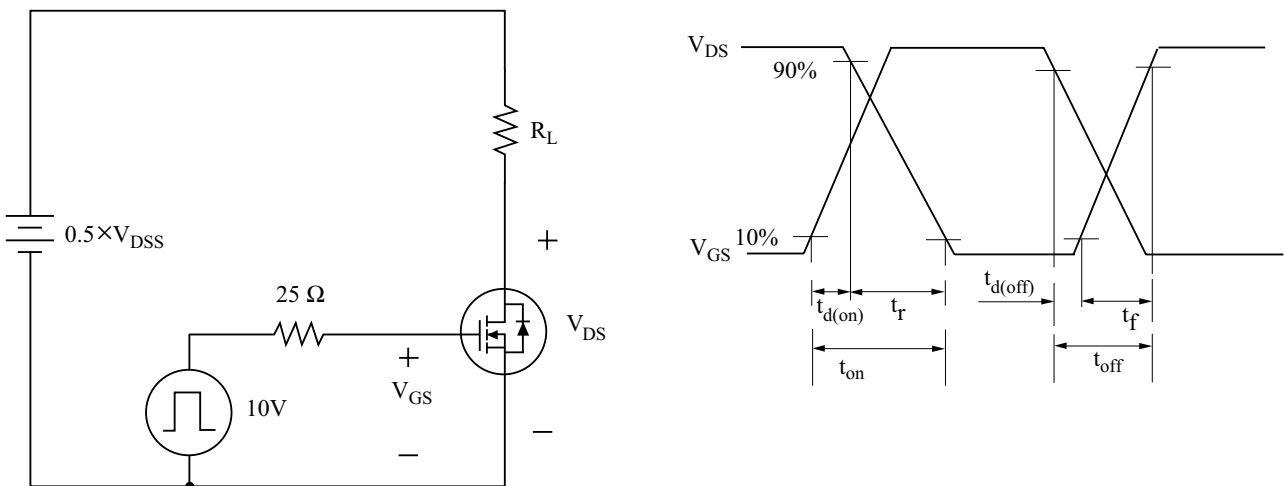 R_L
0.5×V_DSS
+
25 Ω
V_DS
+
V_GS
10V
−
−
V_DS
90%
V_GS
10%
t_d(on)
t_r
t_on
t_d(off)
t_f
t_off